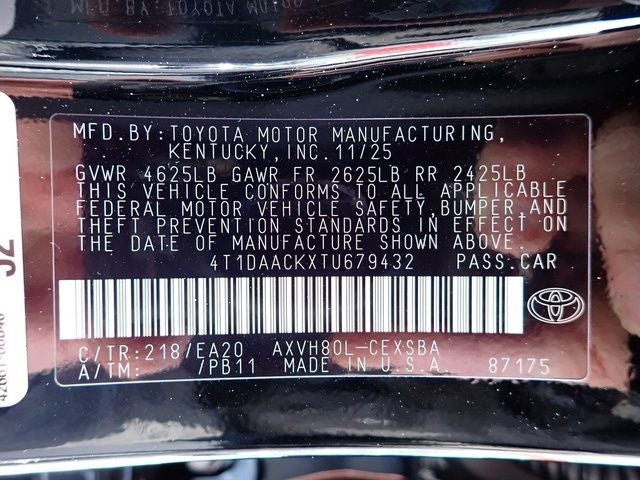 MFD. BY: TOYOTA MOTOR MANUFACTURING,
KENTUCKY, INC. 11/25
GVWR 4625LB GAWR FR 2625LB RR 2425LB
THIS VEHICLE CONFORMS TO ALL APPLICABLE
FEDERAL MOTOR VEHICLE SAFETY, BUMPER, AND
THEFT PREVENTION STANDARDS IN EFFECT ON
THE DATE OF MANUFACTURE SHOWN ABOVE.
4T1DAACKXTU679432 PASS. CAR
C/TR: 218/EA20 AXVH80L-CEXSBA
A/TM: /PB11 MADE IN U.S.A. 87175